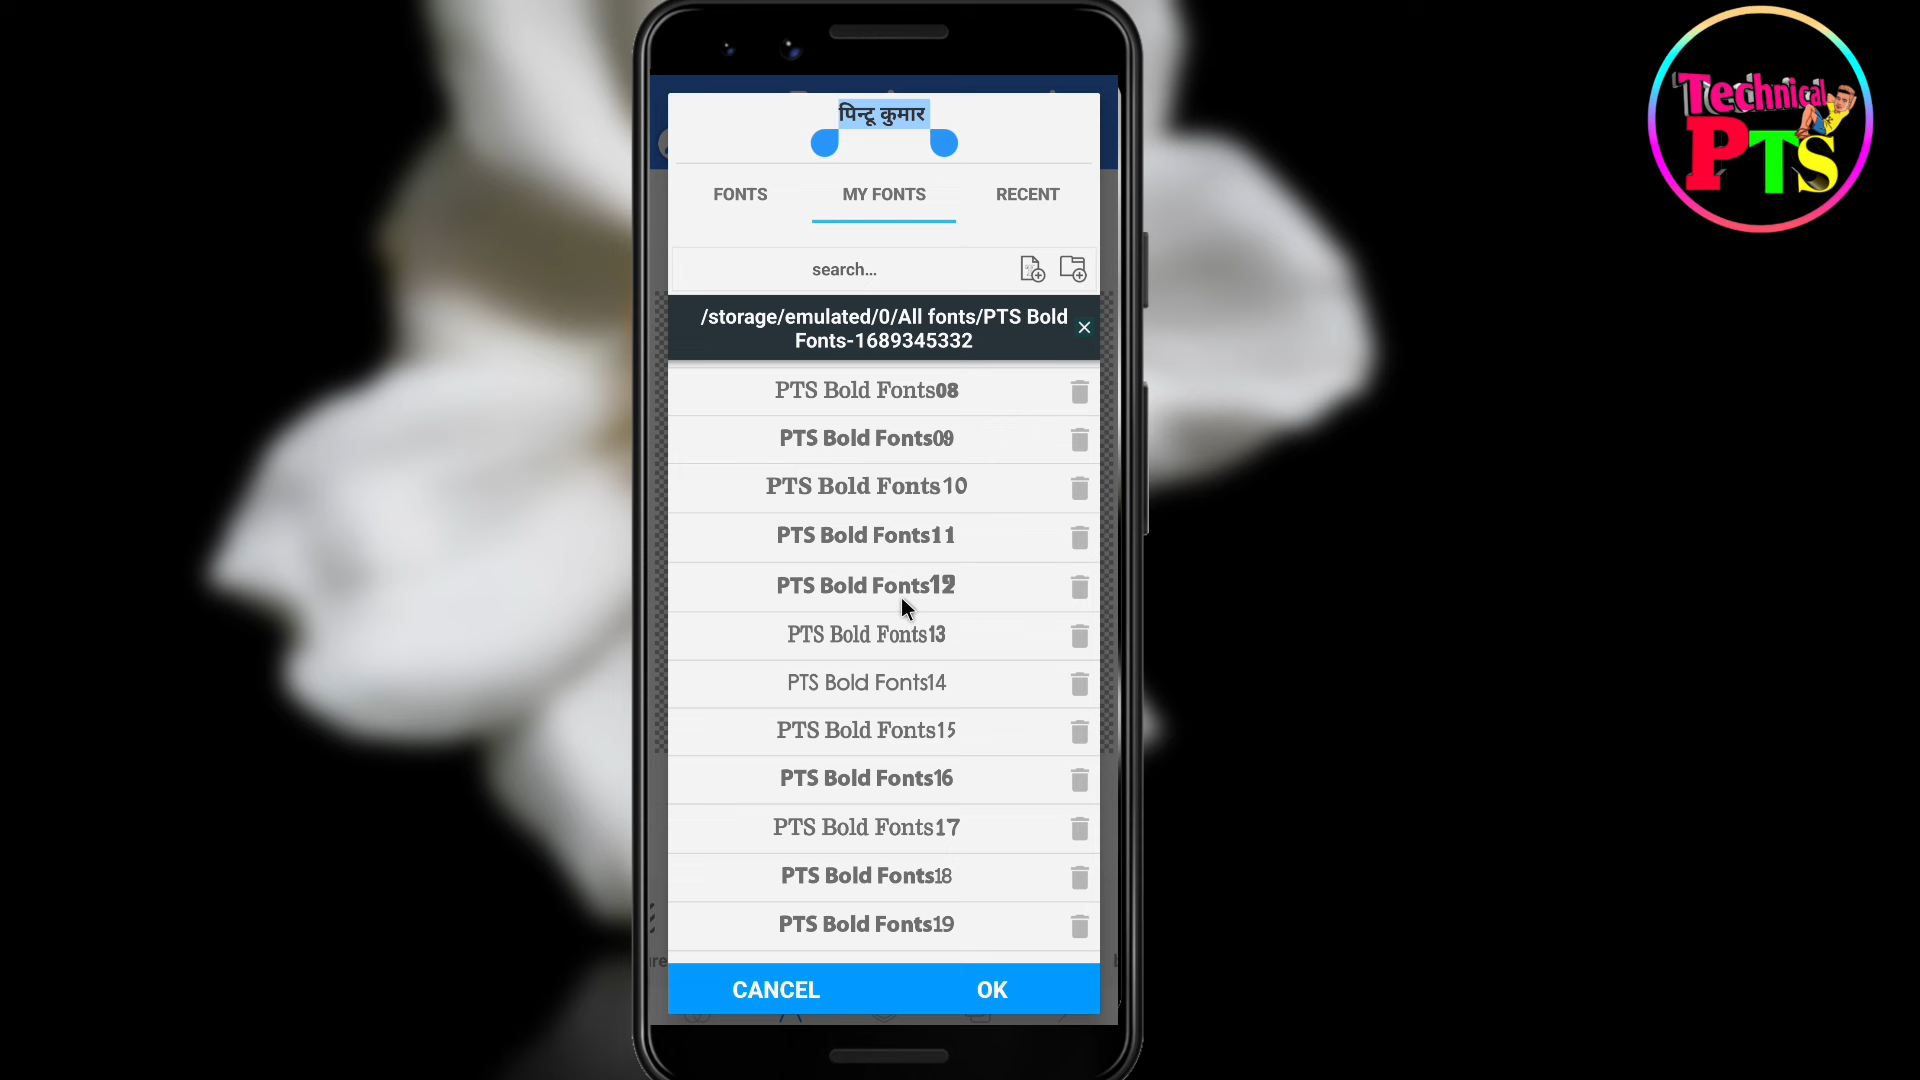 Technical
PTS
पिन्टू कुमार
FONTS
MY FONTS
RECENT
search...
/storage/emulated/0/All fonts/PTS Bold
Fonts-1689345332
PTS Bold Fonts08
PTS Bold Fonts09
PTS Bold Fonts10
PTS Bold Fonts11
PTS Bold Fonts12
PTS Bold Fonts13
PTS Bold Fonts14
PTS Bold Fonts15
PTS Bold Fonts16
PTS Bold Fonts17
PTS Bold Fonts18
PTS Bold Fonts19
CANCEL
OK